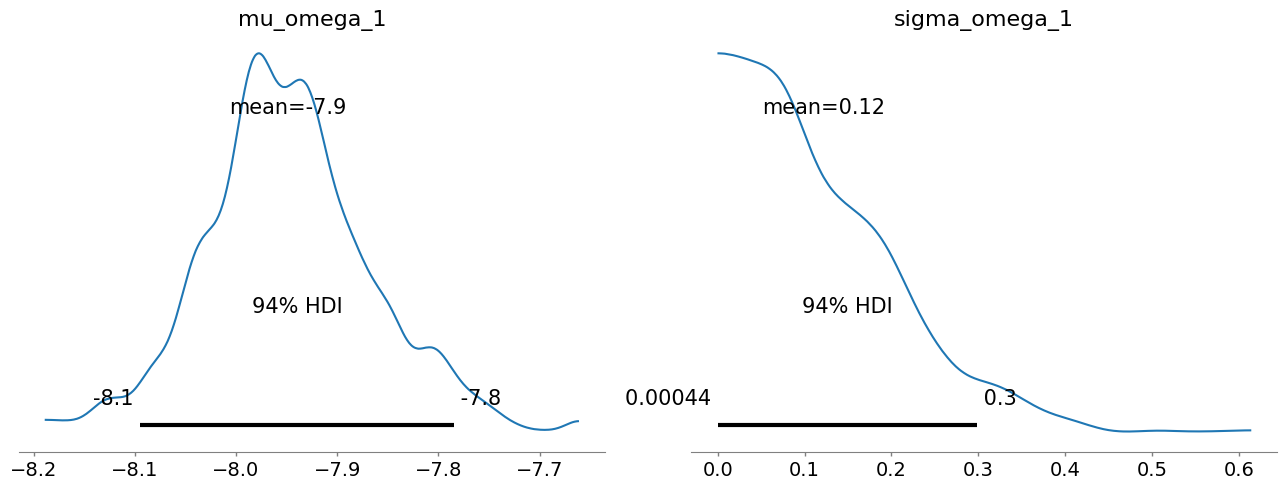 mu_omega_1
mean=-7.9
94% HDI
-8.1
-7.8
−8.2
−8.1
−8.0
−7.9
−7.8
−7.7
sigma_omega_1
mean=0.12
94% HDI
0.00044
0.3
0.0
0.1
0.2
0.3
0.4
0.5
0.6